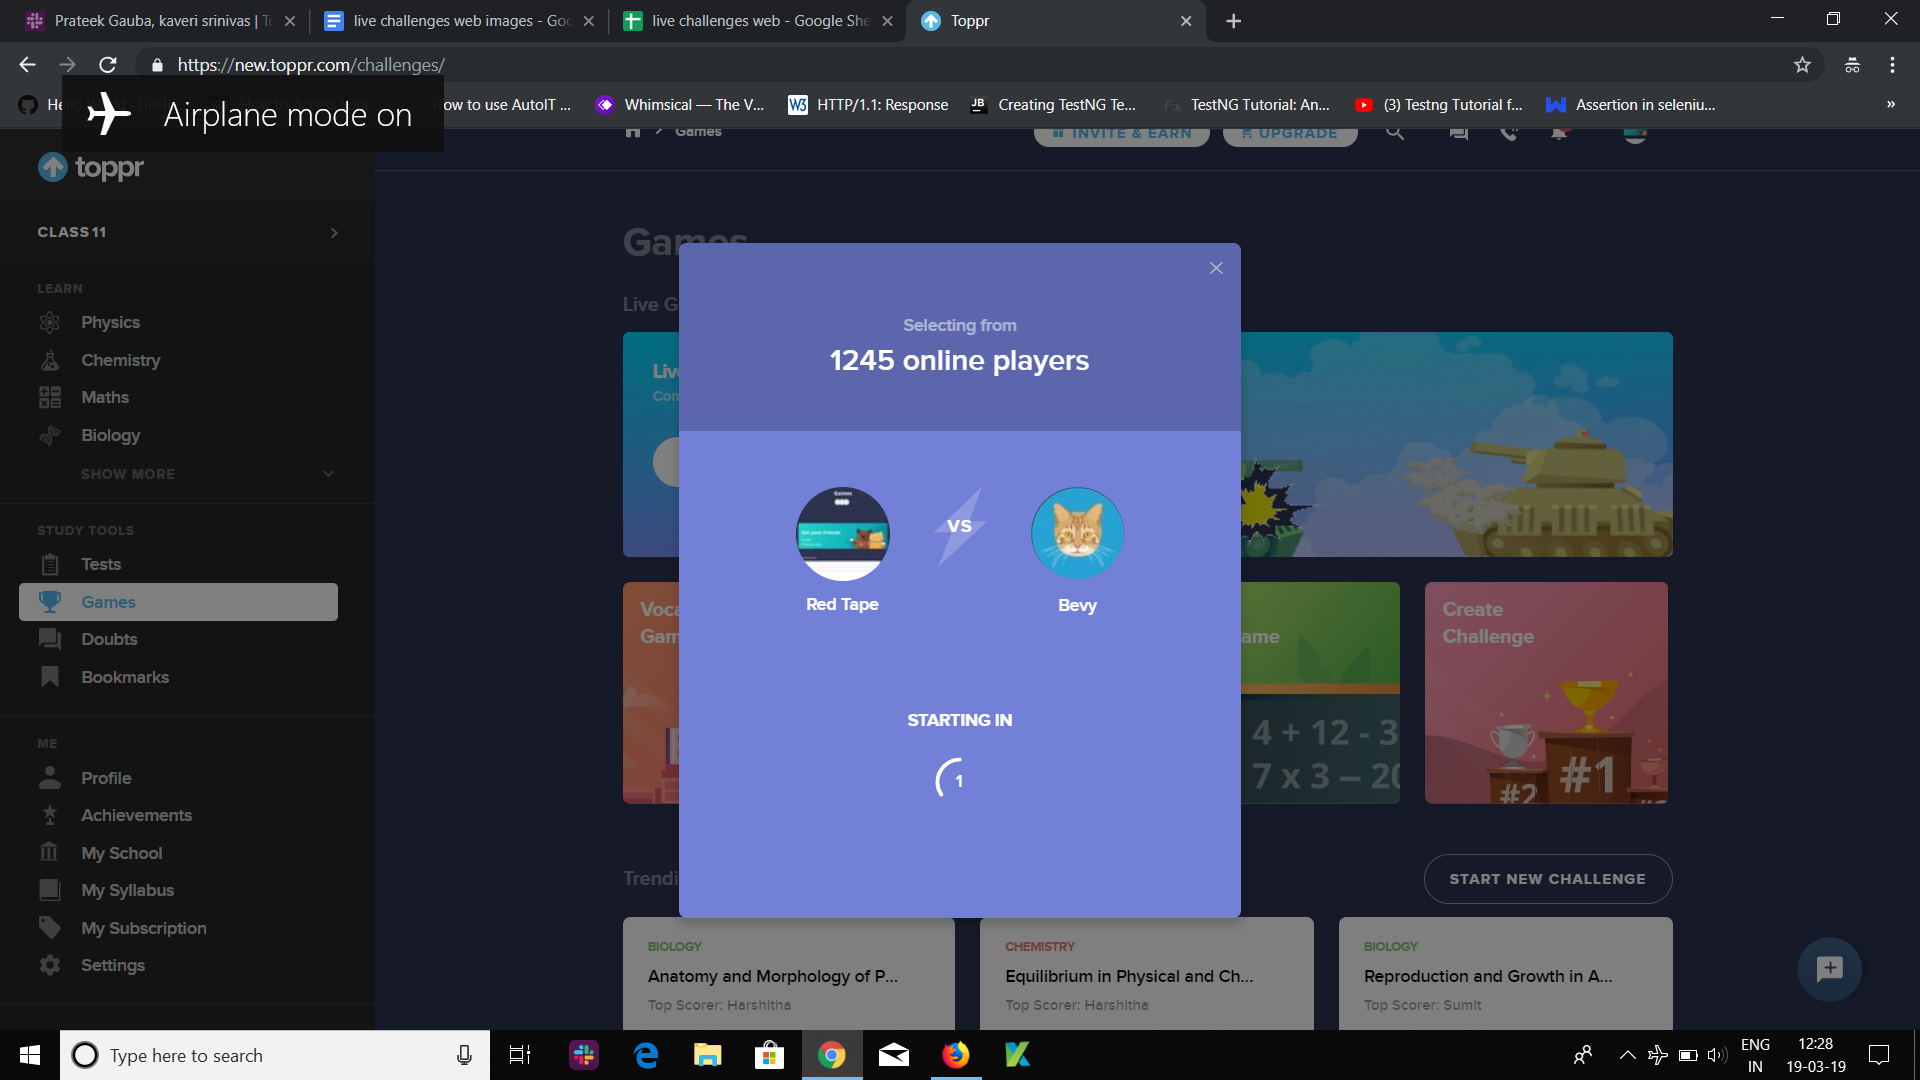 Prateek Gauba, kaveri srinivas | To
live challenges web images - Goo
live challenges web - Google She
Toppr
https://new.toppr.com/challenges/
Airplane mode on
How to use AutoIT ...
Whimsical — The V...
HTTP/1.1: Response
Creating TestNG Te...
TestNG Tutorial: An...
(3) Testng Tutorial f...
Assertion in seleniu...
»
Games
INVITE & EARN
UPGRADE
toppr
CLASS 11
LEARN
Physics
Chemistry
Maths
Biology
SHOW MORE
STUDY TOOLS
Tests
Games
Doubts
Bookmarks
ME
Profile
Achievements
My School
My Syllabus
My Subscription
Settings
Games
Live G
Live
Com
Selecting from
1245 online players
Games
VS
Red Tape
Bevy
STARTING IN
1
Voca
Gam
ame
4 + 12 - 3
7 x 3 – 20
Create
Challenge
#1
#2
Trendi
START NEW CHALLENGE
BIOLOGY
Anatomy and Morphology of P...
Top Scorer: Harshitha
CHEMISTRY
Equilibrium in Physical and Ch...
Top Scorer: Harshitha
BIOLOGY
Reproduction and Growth in A...
Top Scorer: Sumit
Type here to search
ENG
IN
12:28
19-03-19